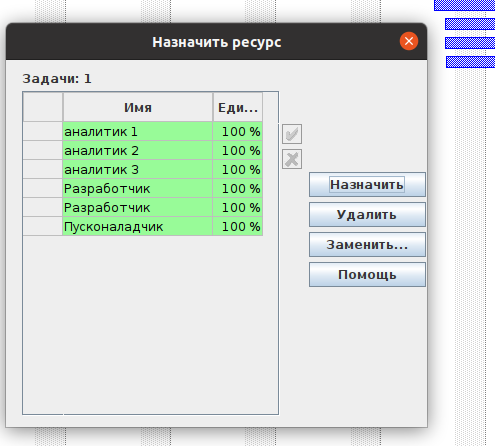 Назначить ресурс
Задачи: 1
Имя Еди...
аналитик 1 100 %
аналитик 2 100 %
аналитик 3 100 %
Разработчик 100 %
Разработчик 100 %
Пусконаладчик 100 %
Назначить
Удалить
Заменить...
Помощь